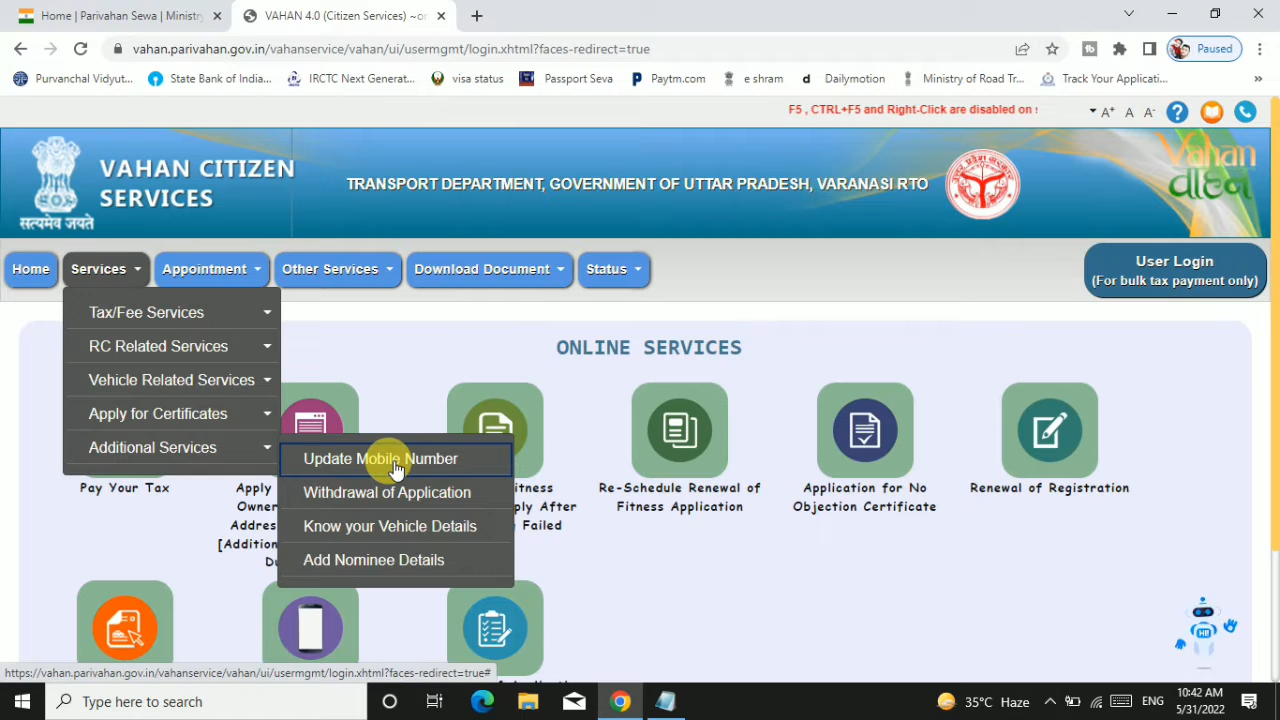 Home | Parivahan Sewa | Ministry
VAHAN 4.0 (Citizen Services) ~or
vahan.parivahan.gov.in/vahanservice/vahan/ui/usermgmt/login.xhtml?faces-redirect=true
Paused
Purvanchal Vidyut...
State Bank of India...
IRCTC Next Generat...
visa status
Passport Seva
Paytm.com
e shram
Dailymotion
Ministry of Road Tr...
Track Your Applicati...
F5 , CTRL+F5 and Right-Click are disabled on s
A+ A A-
VAHAN CITIZEN
SERVICES
सत्यमेव जयते
TRANSPORT DEPARTMENT, GOVERNMENT OF UTTAR PRADESH, VARANASI RTO
Vahan
वाहन
Home
Services
Appointment
Other Services
Download Document
Status
User Login
(For bulk tax payment only)
Tax/Fee Services
RC Related Services
Vehicle Related Services
Apply for Certificates
Additional Services
Update Mobile Number
Withdrawal of Application
Know your Vehicle Details
Add Nominee Details
ONLINE SERVICES
Pay Your Tax
Apply
Owner
Addres
[Addition
Du
itness
ply After
Failed
Re-Schedule Renewal of
Fitness Application
Application for No
Objection Certificate
Renewal of Registration
https://vahan.parivahan.gov.in/vahanservice/vahan/ui/usermgmt/login.xhtml?faces-redirect=true#
Type here to search
35°C Haze
ENG
10:42 AM
5/31/2022